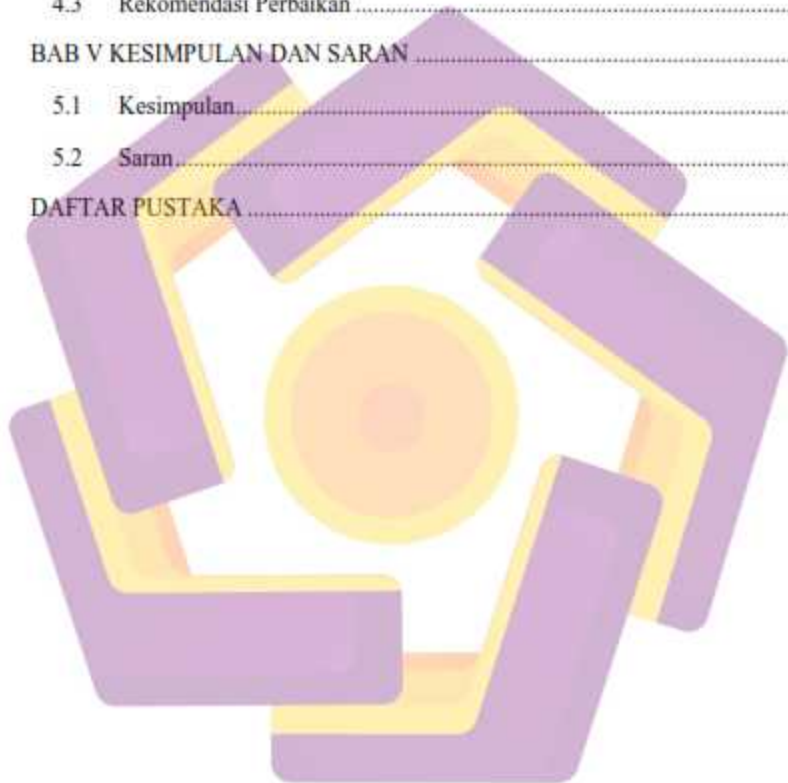 4.3 Rekomendasi Perbaikan ........................................................................
BAB V KESIMPULAN DAN SARAN ............................................................
5.1 Kesimpulan..........................................................................................
5.2 Saran....................................................................................................
DAFTAR PUSTAKA ......................................................................................